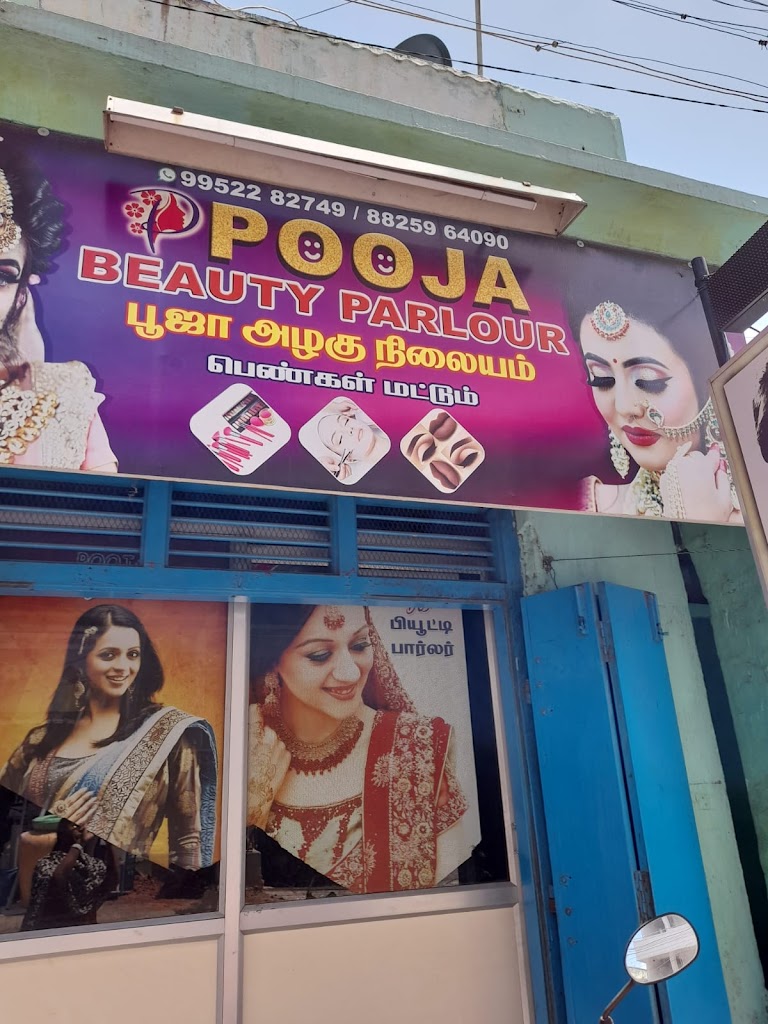 99522 82749 / 88259 64090
POOJA
BEAUTY PARLOUR
பூஜா அழகு நிலையம்
பெண்கள் மட்டும்
பியூட்டி
பார்லர்